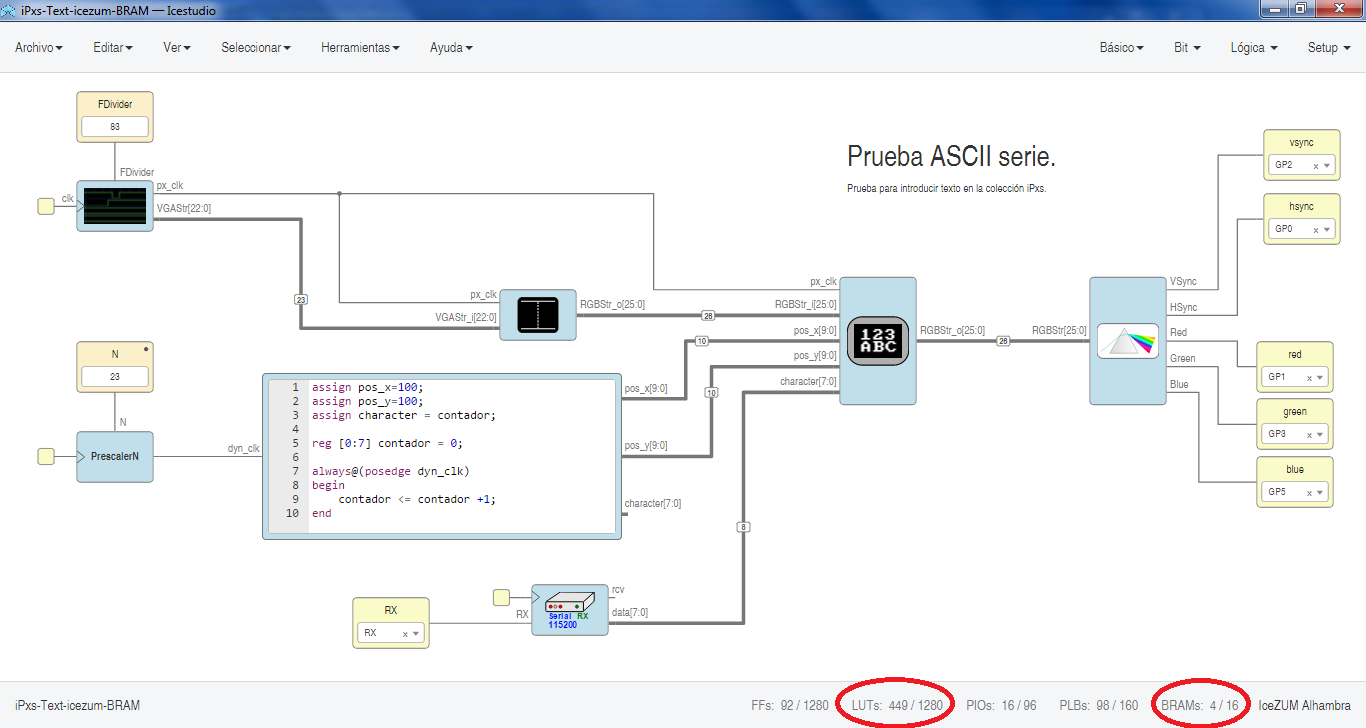 iPxs-Text-icezum-BRAM — Icestudio
Archivo Editar Ver Seleccionar Herramientas Ayuda Básico Bit Lógica Setup
FDivider
83
FDivider
clk
px_clk
VGAStr[22:0]
23
Prueba ASCII serie.
Prueba para introducir texto en la colección iPxs.
vsync
GP2 x
hsync
GP0 x
px_clk
VGAStr_i[22:0]
RGBStr_o[25:0]
26
px_clk
RGBStr_i[25:0]
pos_x[9:0]
pos_y[9:0]
character[7:0]
123
ABC
RGBStr_o[25:0]
26
RGBStr[25:0]
VSync
HSync
Red
Green
Blue
red
GP1 x
green
GP3 x
blue
GP5 x
N
23
N
PrescalerN
dyn_clk
1 assign pos_x=100;
2 assign pos_y=100;
3 assign character = contador;
4
5 reg [0:7] contador = 0;
6
7 always@(posedge dyn_clk)
8 begin
9 contador <= contador +1;
10 end
pos_x[9:0]
10
pos_y[9:0]
10
character[7:0]
8
RX
RX x
RX
Serial RX
115200
rcv
data[7:0]
iPxs-Text-icezum-BRAM FFs: 92 / 1280 LUTs: 449 / 1280 PIOs: 16 / 96 PLBs: 98 / 160 BRAMs: 4 / 16 IceZUM Alhambra